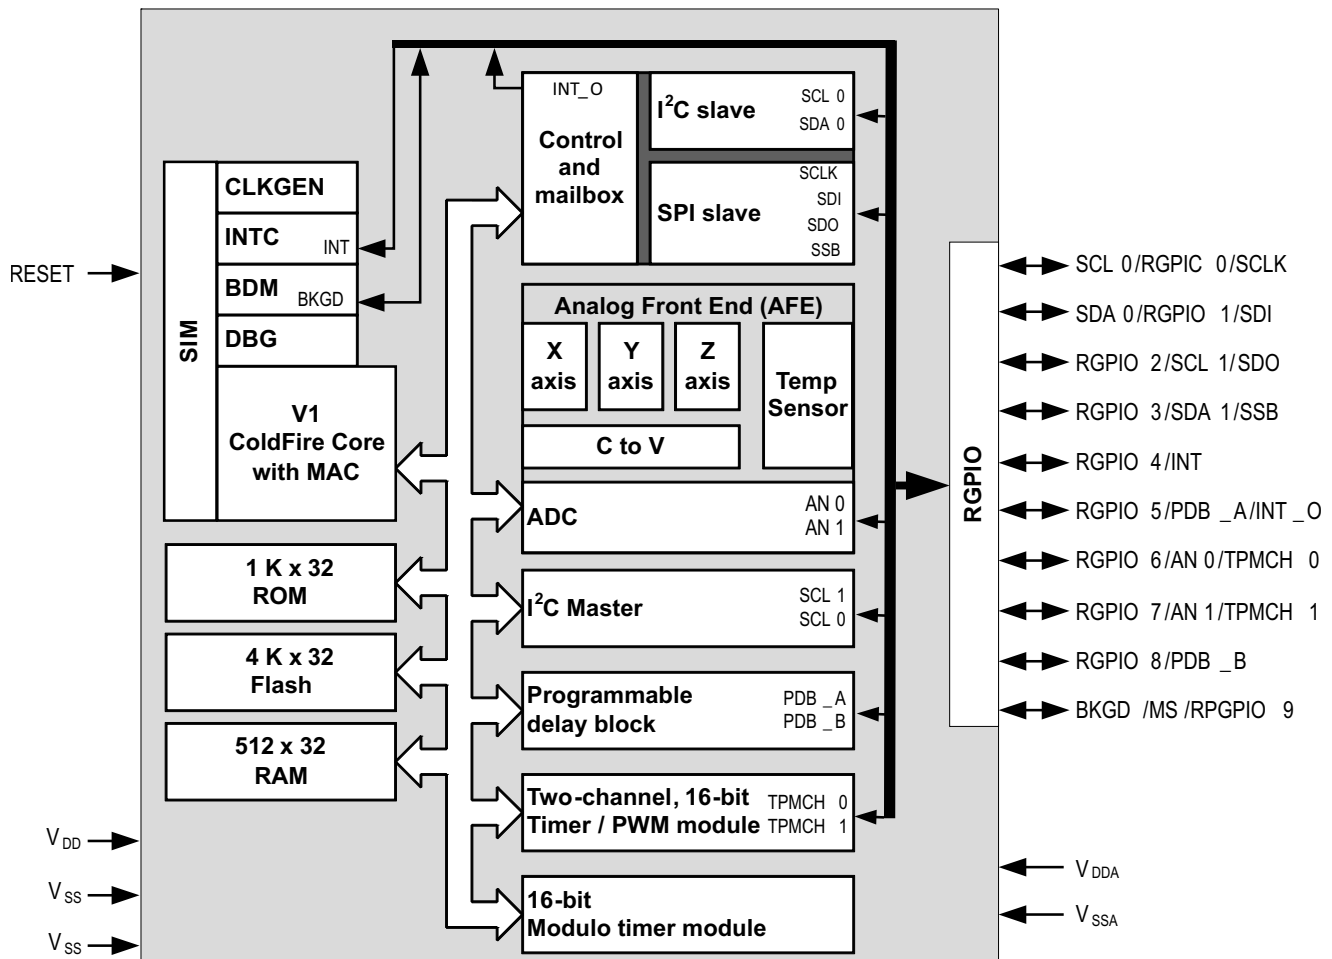 RESET
V DD
V SS
V SS
SIM
CLKGEN
INTC INT
BDM BKGD
DBG
V1
ColdFire Core
with MAC
1 K x 32
ROM
4 K x 32
Flash
512 x 32
RAM
INT_O
Control
and
mailbox
I2C slave
SCL 0
SDA 0
SPI slave
SCLK
SDI
SDO
SSB
Analog Front End (AFE)
X
axis
Y
axis
Z
axis
Temp
Sensor
C to V
ADC
AN 0
AN 1
I2C Master
SCL 1
SCL 0
Programmable
delay block
PDB _A
PDB _B
Two-channel, 16-bit
Timer / PWM module
TPMCH 0
TPMCH 1
16-bit
Modulo timer module
RGPIO
SCL 0/RGPIC 0/SCLK
SDA 0/RGPIO 1/SDI
RGPIO 2/SCL 1/SDO
RGPIO 3/SDA 1/SSB
RGPIO 4/INT
RGPIO 5/PDB _A/INT _O
RGPIO 6/AN 0/TPMCH 0
RGPIO 7/AN 1/TPMCH 1
RGPIO 8/PDB _B
BKGD /MS /RPGPIO 9
V DDA
V SSA